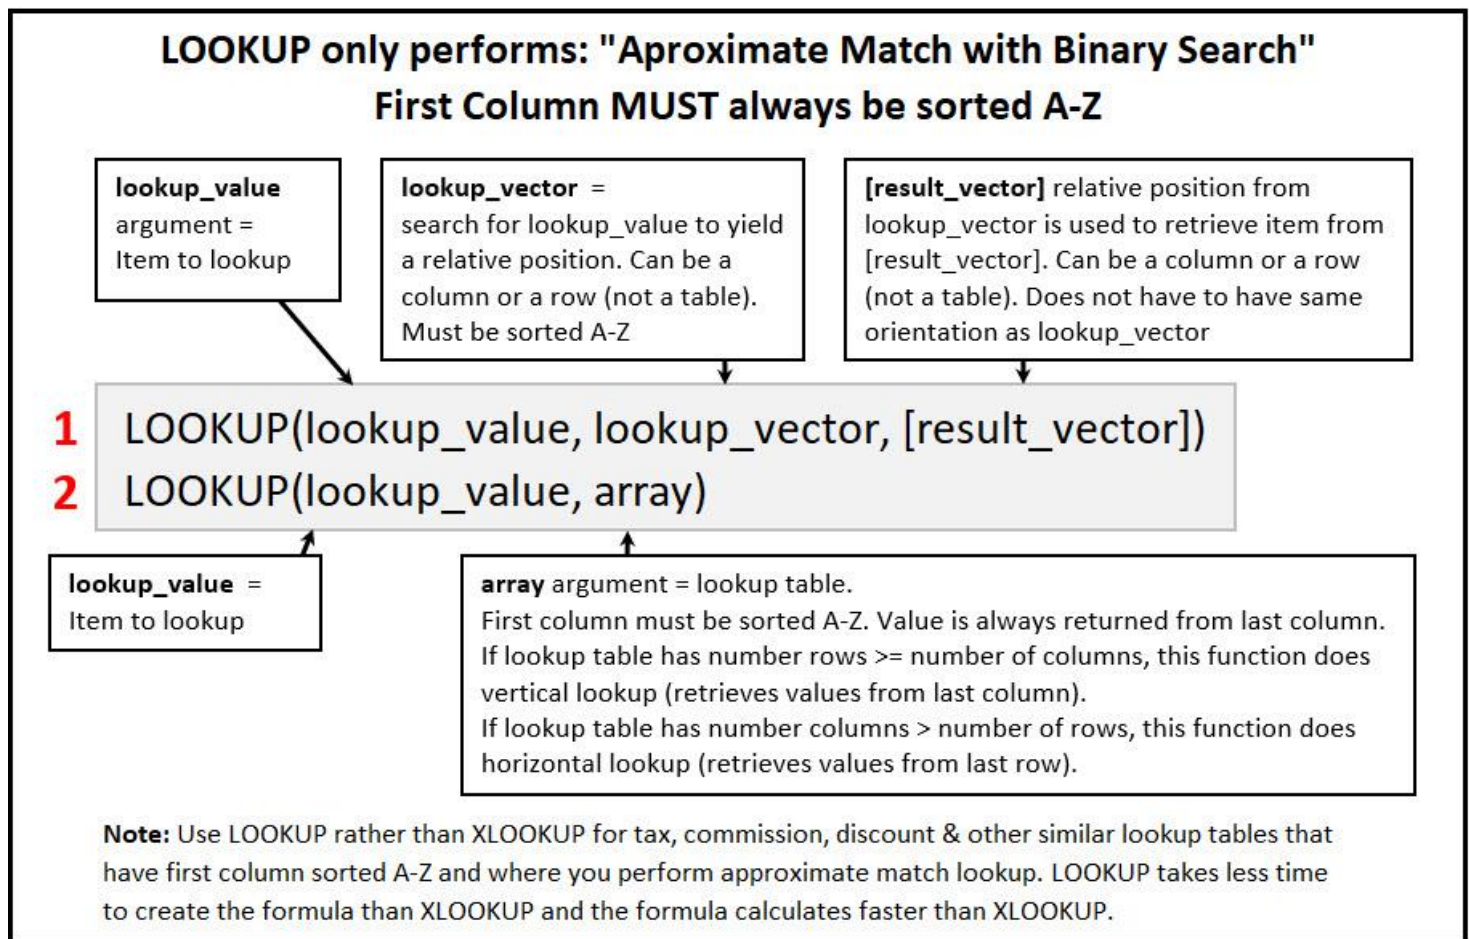 LOOKUP only performs: "Aproximate Match with Binary Search"
First Column MUST always be sorted A-Z
lookup_value
argument =
Item to lookup
lookup_vector =
search for lookup_value to yield
a relative position. Can be a
column or a row (not a table).
Must be sorted A-Z
[result_vector] relative position from
lookup_vector is used to retrieve item from
[result_vector]. Can be a column or a row
(not a table). Does not have to have same
orientation as lookup_vector
1 LOOKUP(lookup_value, lookup_vector, [result_vector])
2 LOOKUP(lookup_value, array)
lookup_value =
Item to lookup
array argument = lookup table.
First column must be sorted A-Z. Value is always returned from last column.
If lookup table has number rows >= number of columns, this function does
vertical lookup (retrieves values from last column).
If lookup table has number columns > number of rows, this function does
horizontal lookup (retrieves values from last row).
Note: Use LOOKUP rather than XLOOKUP for tax, commission, discount & other similar lookup tables that
have first column sorted A-Z and where you perform approximate match lookup. LOOKUP takes less time
to create the formula than XLOOKUP and the formula calculates faster than XLOOKUP.